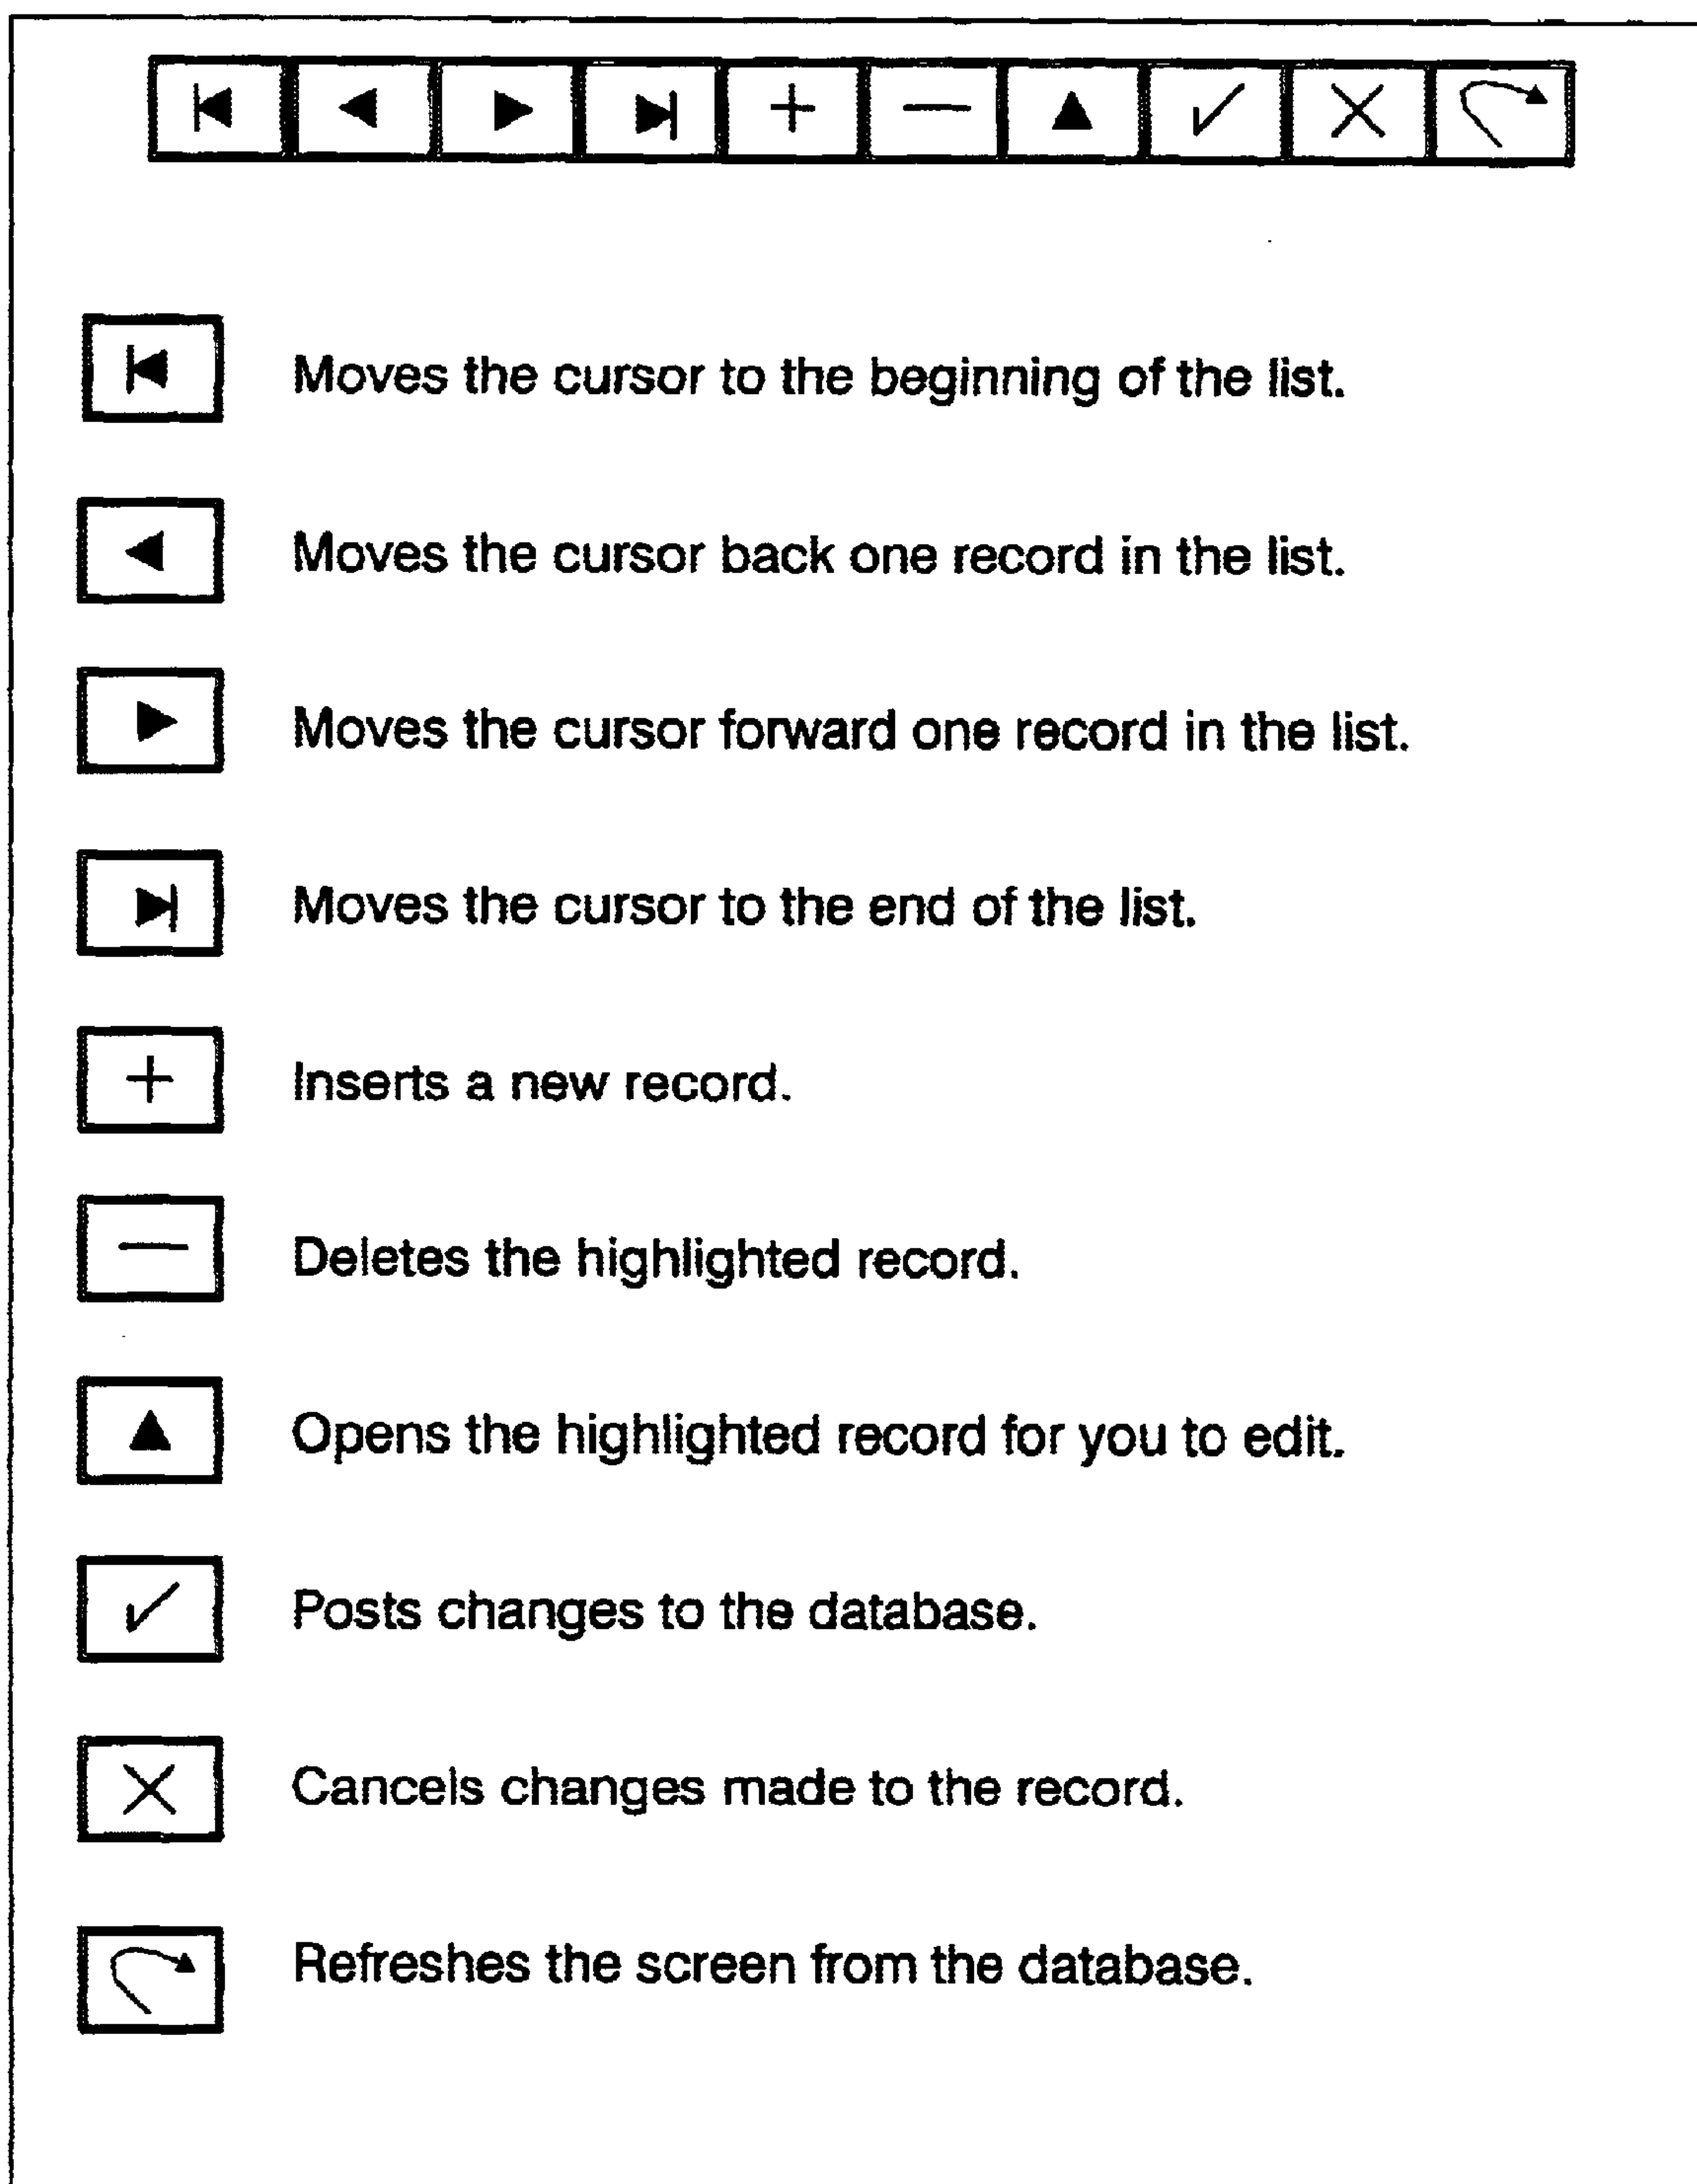 Moves the cursor to the beginning of the list.
Moves the cursor back one record in the list.
Moves the cursor forward one record in the list.
Moves the cursor to the end of the list.
Inserts a new record.
Deletes the highlighted record.
Opens the highlighted record for you to edit.
Posts changes to the database.
Cancels changes made to the record.
Refreshes the screen from the database.